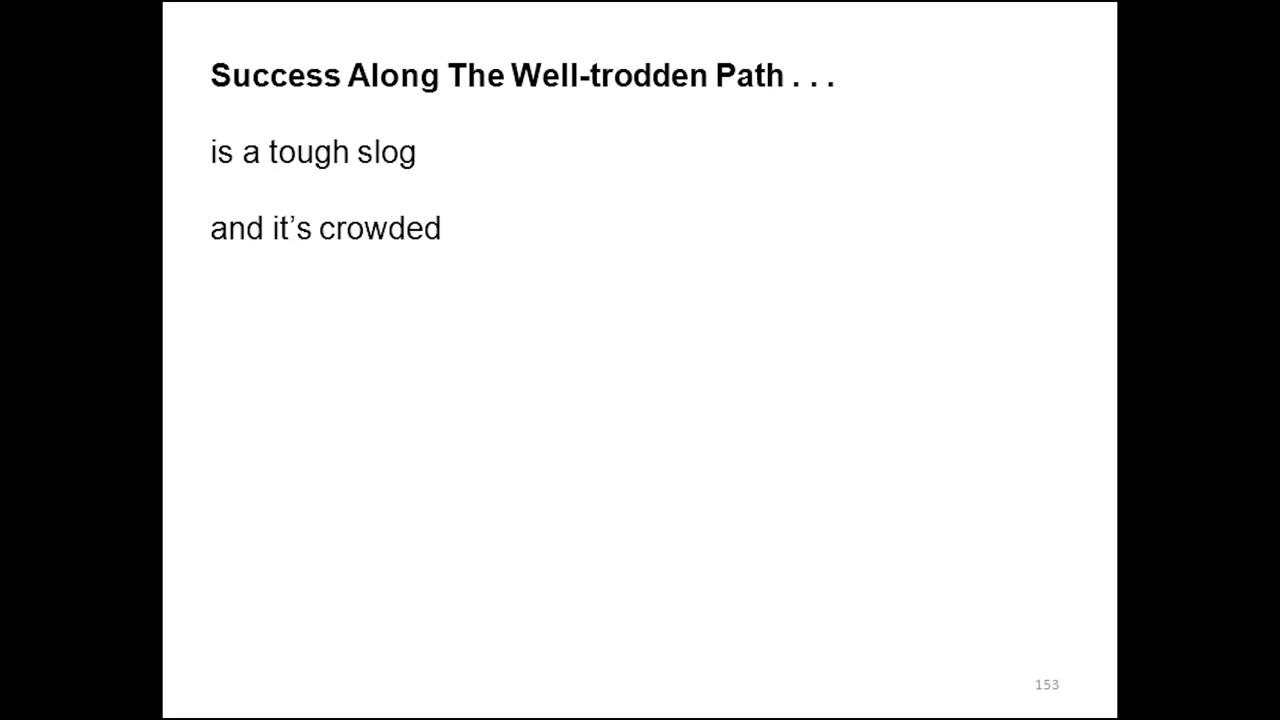 Success Along The Well-trodden Path . . .
is a tough slog
and it’s crowded
153